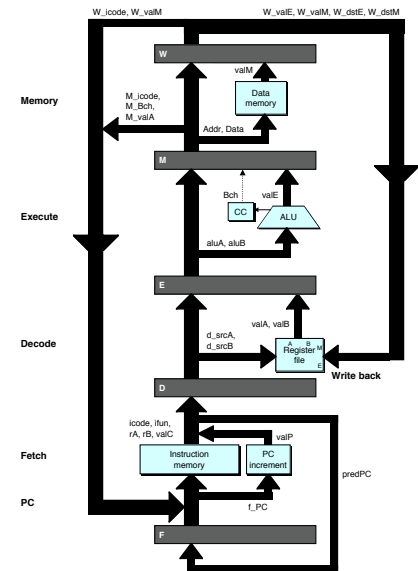 W_icode, W_valM
W_valE, W_valM, W_dstE, W_dstM
W
valM
Memory
M_icode,
M_Bch,
M_valA
Data
memory
Addr, Data
M
Bch
valE
Execute
CC
ALU
aluA, aluB
E
valA, valB
Decode
d_srcA,
d_srcB
A B
M
Register
file
E
Write back
D
icode, ifun,
rA, rB, valC
valP
Fetch
Instruction
memory
PC
increment
predPC
PC
f_PC
F